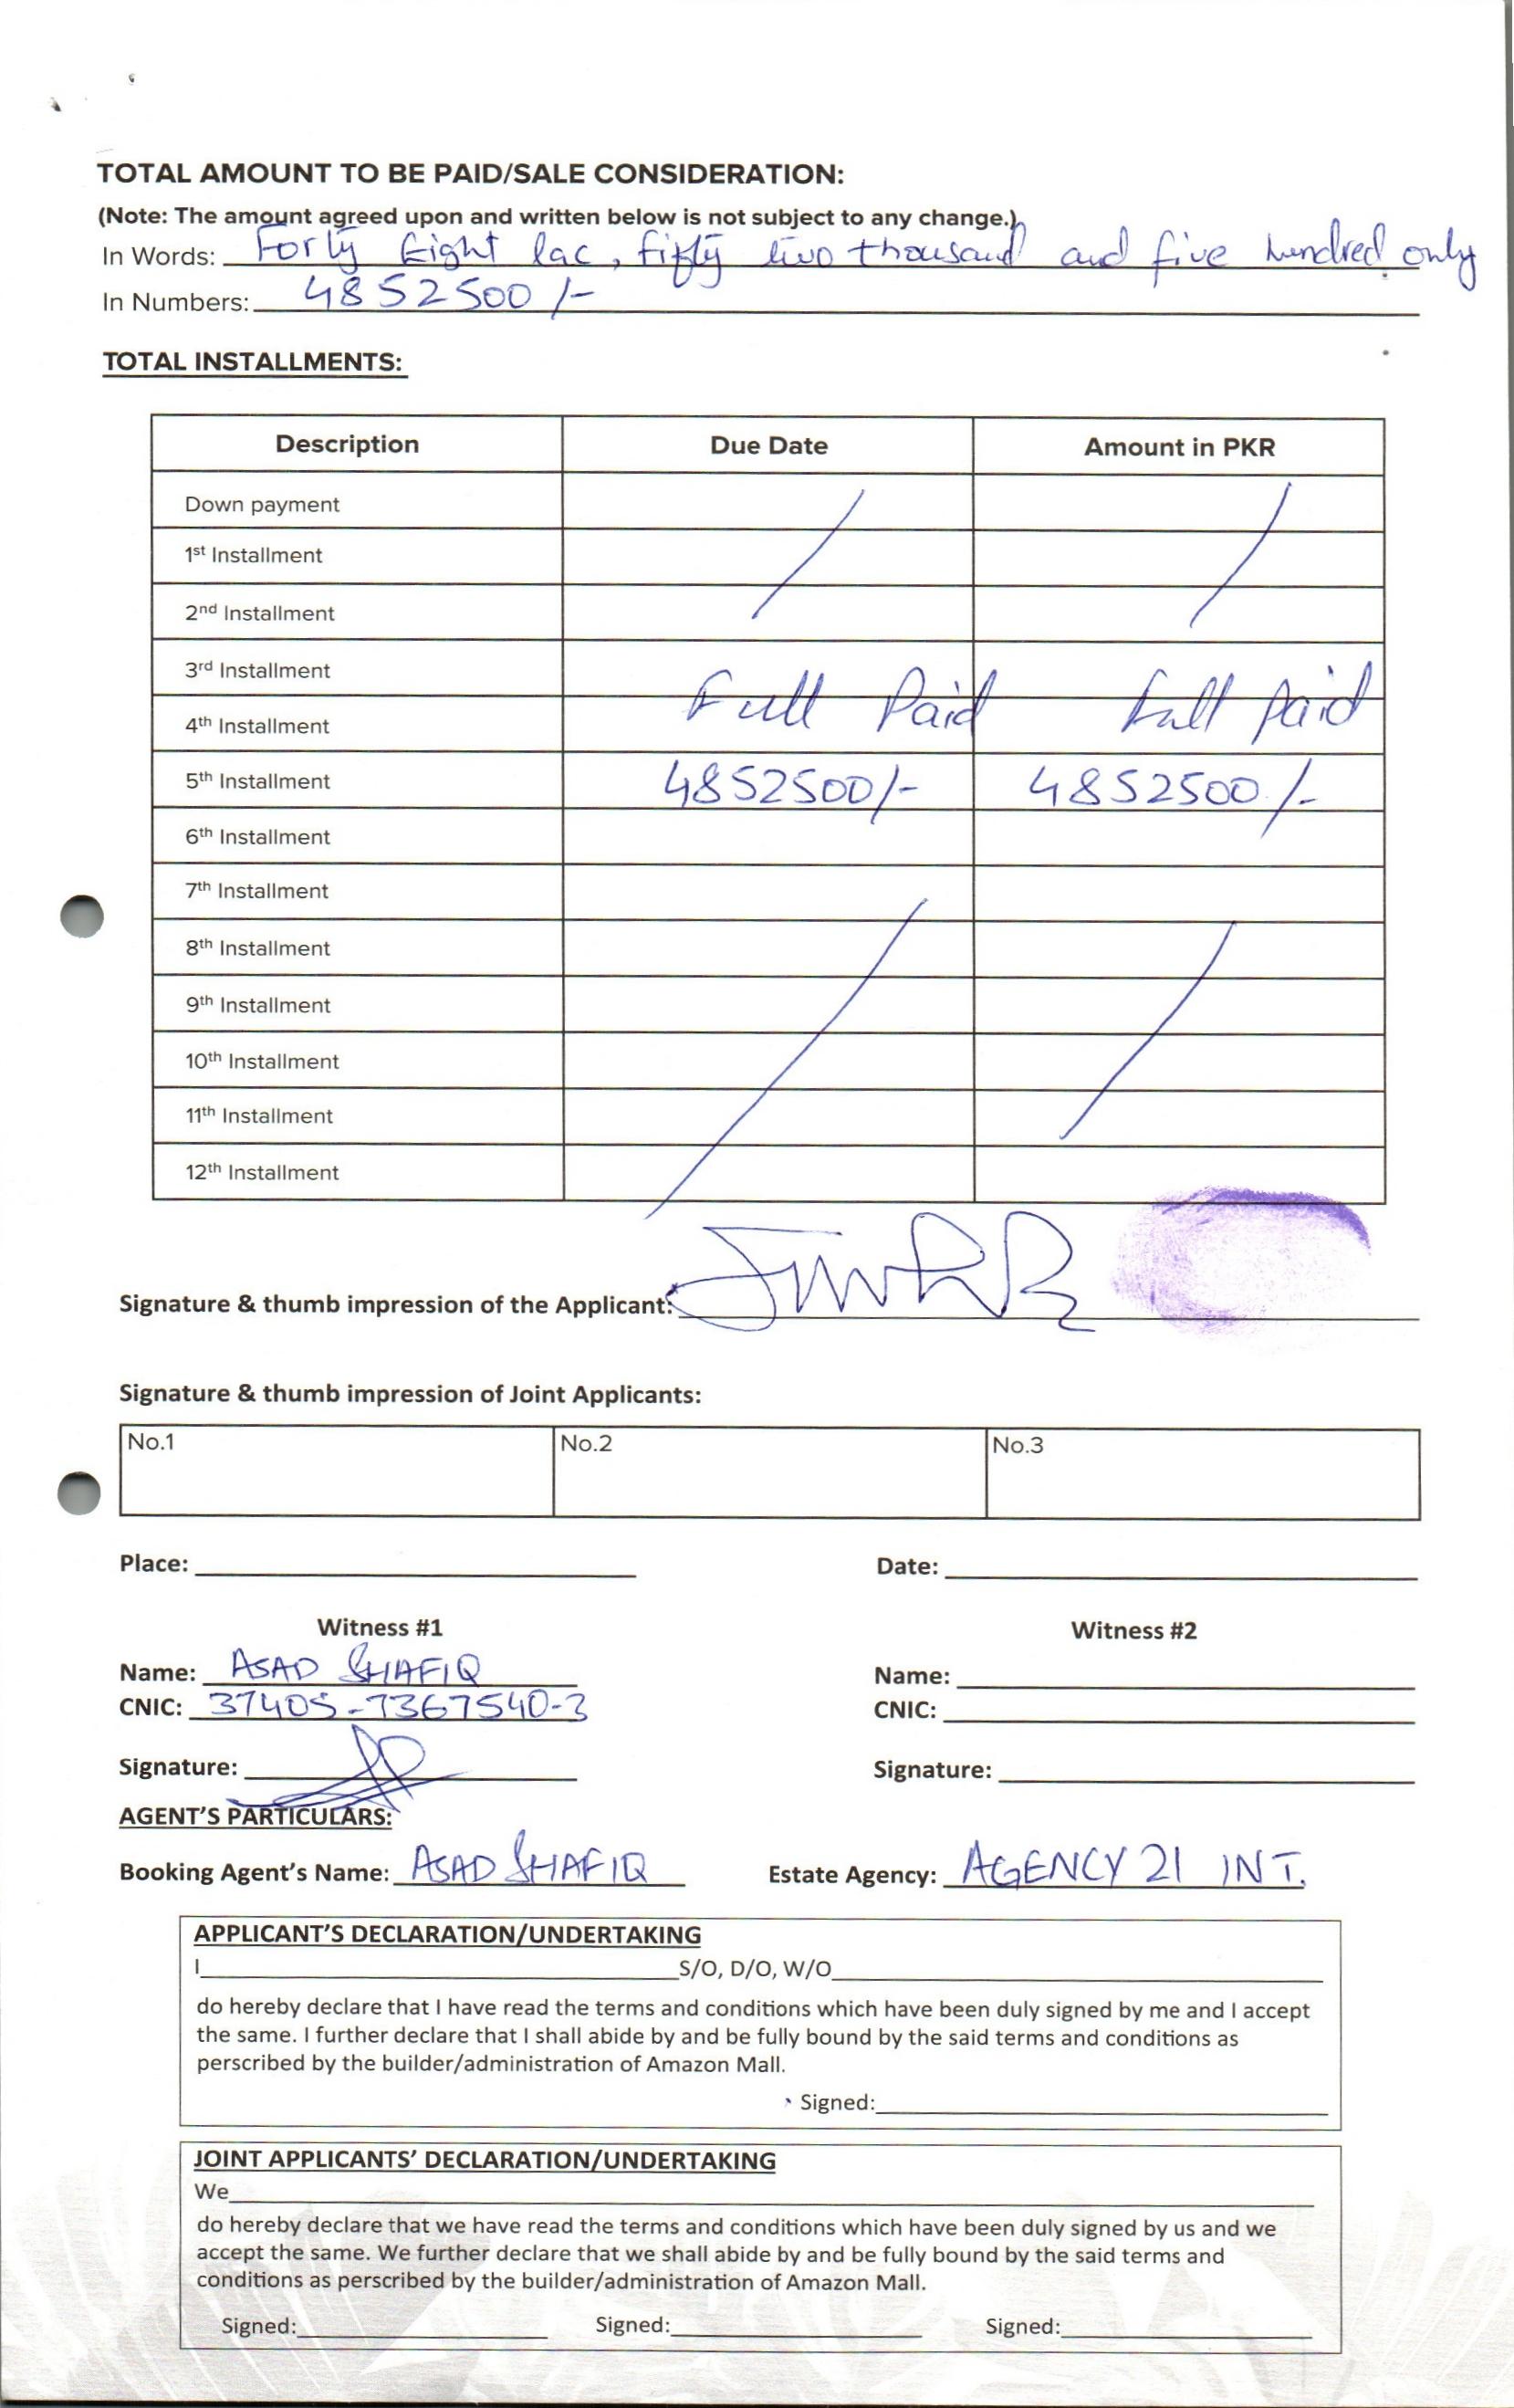 TOTAL AMOUNT TO BE PAID/SALE CONSIDERATION:
(Note: The amount agreed upon and written below is not subject to any change.)
In Words: Forty Eight lac, fifty two thousand and five hundred only
In Numbers: 4852500/-
TOTAL INSTALLMENTS:
Description Due Date Amount in PKR
Down payment
1st Installment
2nd Installment
3rd Installment
Full Paid Full Paid
4th Installment
5th Installment 4852500/- 4852500/-
6th Installment
7th Installment
8th Installment
9th Installment
10th Installment
11th Installment
12th Installment
Signature & thumb impression of the Applicant:
Signature & thumb impression of Joint Applicants:
No.1 No.2 No.3
Place: Date:
Witness #1 Witness #2
Name: ASAD SHAFIQ Name:
CNIC: 37405-7367540-3 CNIC:
Signature: Signature:
AGENT'S PARTICULARS:
Booking Agent's Name: ASAD SHAFIQ Estate Agency: AGENCY 21 INT.
APPLICANT'S DECLARATION/UNDERTAKING
I S/O, D/O, W/O
do hereby declare that I have read the terms and conditions which have been duly signed by me and I accept
the same. I further declare that I shall abide by and be fully bound by the said terms and conditions as
perscribed by the builder/administration of Amazon Mall.
Signed:
JOINT APPLICANTS' DECLARATION/UNDERTAKING
We
do hereby declare that we have read the terms and conditions which have been duly signed by us and we
accept the same. We further declare that we shall abide by and be fully bound by the said terms and
conditions as perscribed by the builder/administration of Amazon Mall.
Signed: Signed: Signed: